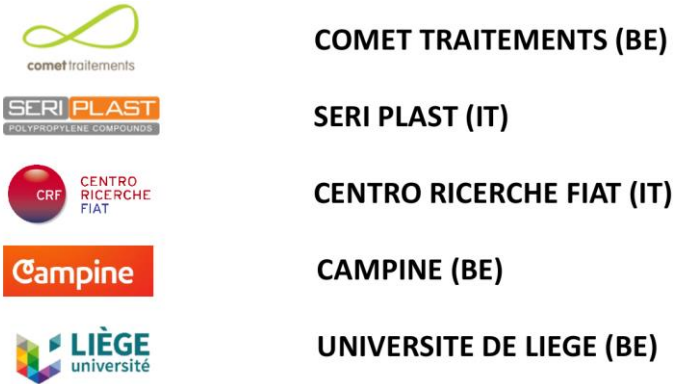 comet traitements
COMET TRAITEMENTS (BE)
SERI PLAST
POLYPROPYLENE COMPOUNDS
SERI PLAST (IT)
CRF
CENTRO
RICERCHE
FIAT
CENTRO RICERCHE FIAT (IT)
Campine
CAMPINE (BE)
LIÈGE
université
UNIVERSITE DE LIEGE (BE)